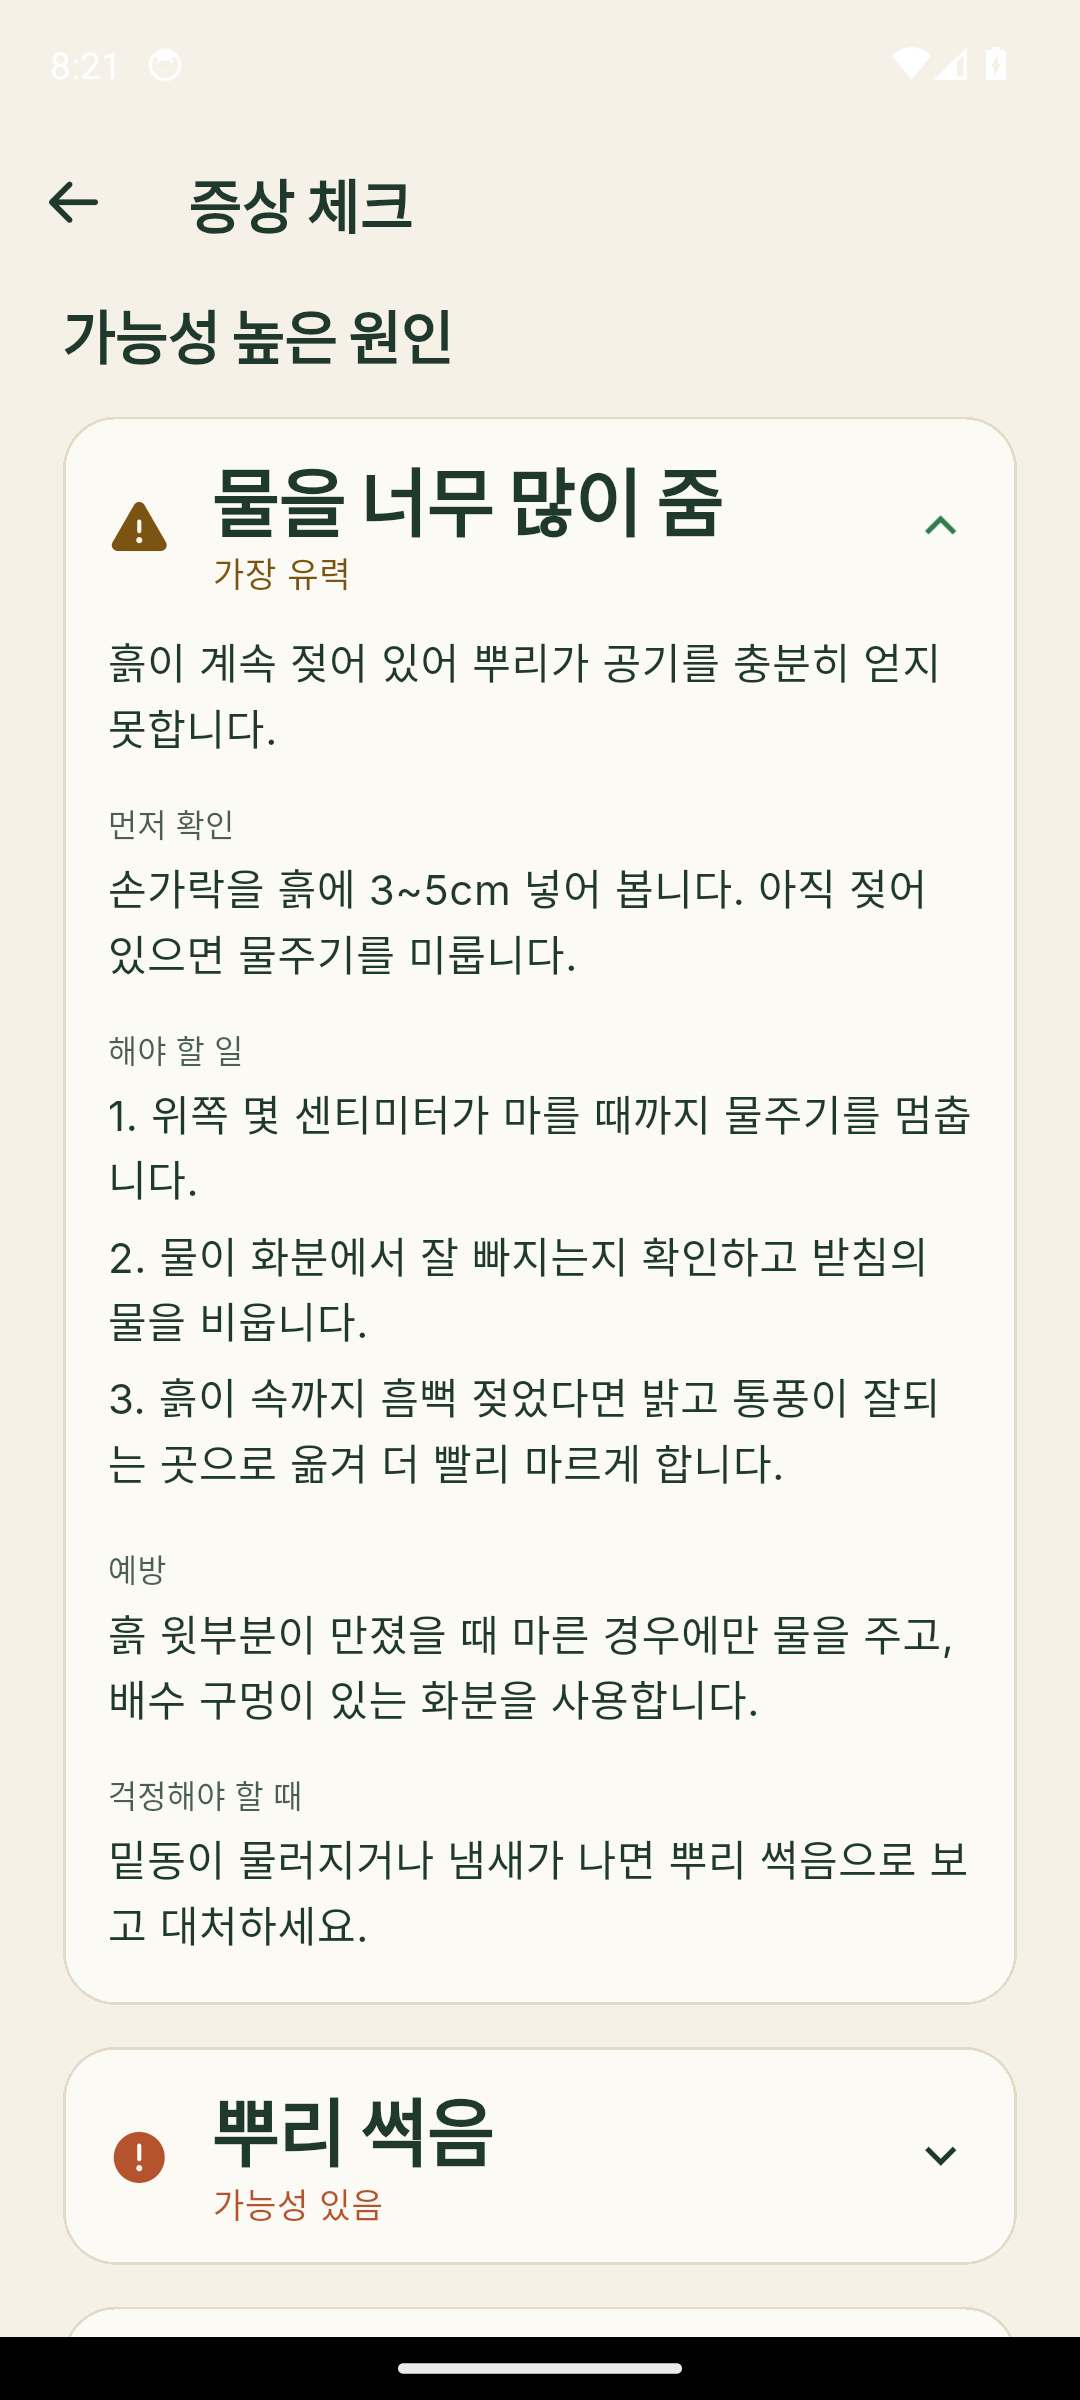 8:21
증상 체크
가능성 높은 원인
물을 너무 많이 줌
가장 유력
흙이 계속 젖어 있어 뿌리가 공기를 충분히 얻지
못합니다.
먼저 확인
손가락을 흙에 3~5cm 넣어 봅니다. 아직 젖어
있으면 물주기를 미룹니다.
해야 할 일
1. 위쪽 몇 센티미터가 마를 때까지 물주기를 멈춥
니다.
2. 물이 화분에서 잘 빠지는지 확인하고 받침의
물을 비웁니다.
3. 흙이 속까지 흠뻑 젖었다면 밝고 통풍이 잘되
는 곳으로 옮겨 더 빨리 마르게 합니다.
예방
흙 윗부분이 만졌을 때 마른 경우에만 물을 주고,
배수 구멍이 있는 화분을 사용합니다.
걱정해야 할 때
밑동이 물러지거나 냄새가 나면 뿌리 썩음으로 보
고 대처하세요.
뿌리 썩음
가능성 있음